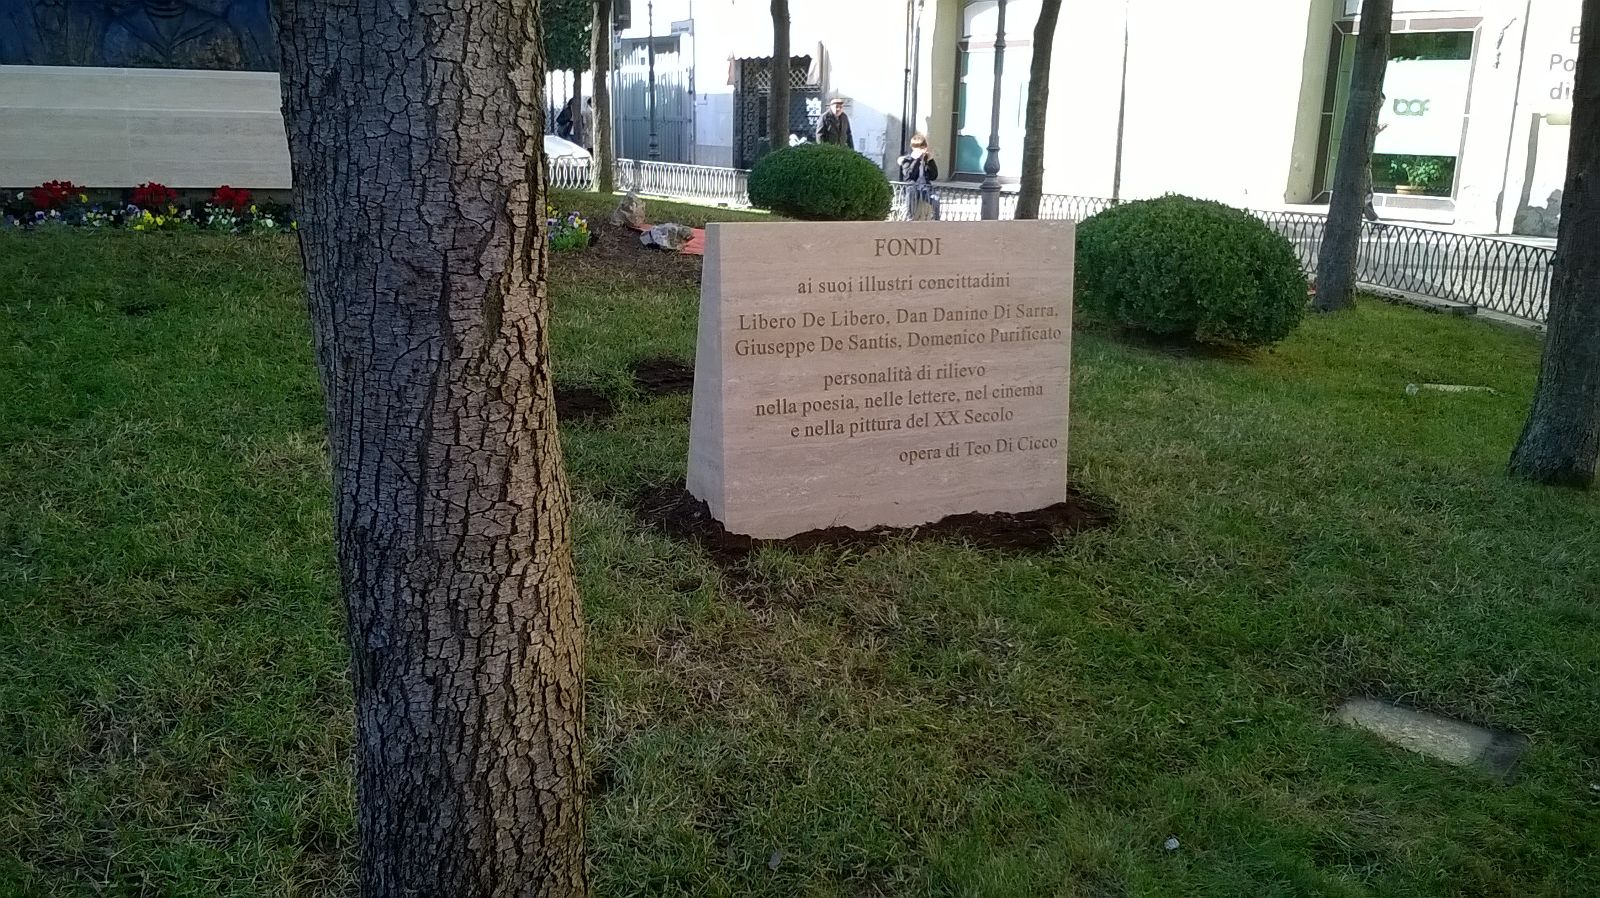 FONDI
ai suoi illustri concittadini
Libero De Libero, Dan Danino Di Sarra,
Giuseppe De Santis, Domenico Purificato
personalità di rilievo
nella poesia, nelle lettere, nel cinema
e nella pittura del XX Secolo
opera di Teo Di Cicco